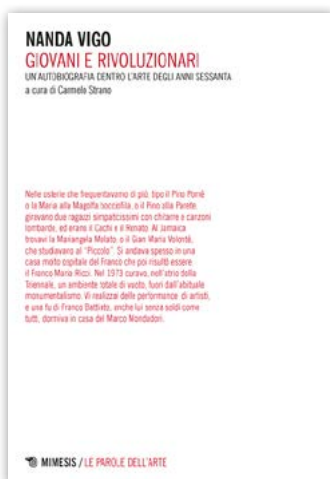 NANDA VIGO
GIOVANI E RIVOLUZIONARI
UN'AUTOBIOGRAFIA DENTRO L'ARTE DEGLI ANNI SESSANTA
a cura di Carmelo Strano
Nelle osterie che frequentavamo di più, tipo il Pino Pomè
o la Maria alla Magolfa socciofila, o il Pino alla Parete
giravano due ragazzi simpaticissimi con chitarre e canzoni
lombarde, ed erano il Cochi e il Renato. Al Jamaica
trovavi la Mariangela Melato, o il Gian Maria Volonté,
che studiavano al "Piccolo". Si andava spesso in una
casa molto ospitale del Franco che poi risultò essere
il Franco Maria Ricci. Nel 1973 curavo, nell'atrio della
Triennale, un ambiente totale di vuoto, fuori dall'abituale
monumentalismo. Vi realizzai delle performance di artisti,
e una fu di Franco Battiato, anche lui senza soldi come
tutti, dormiva in casa del Marco Mondadori.
MIMESIS / LE PAROLE DELL'ARTE